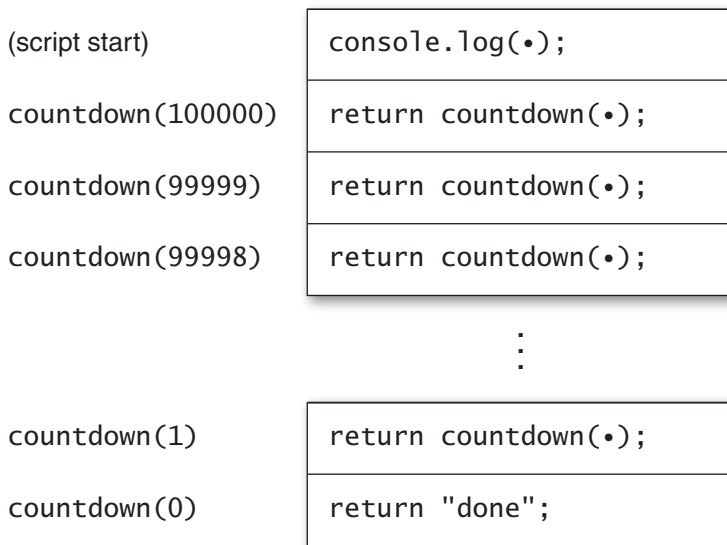 (script start) console.log(•);
countdown(100000) return countdown(•);
countdown(99999) return countdown(•);
countdown(99998) return countdown(•);
⋮
countdown(1) return countdown(•);
countdown(0) return "done";